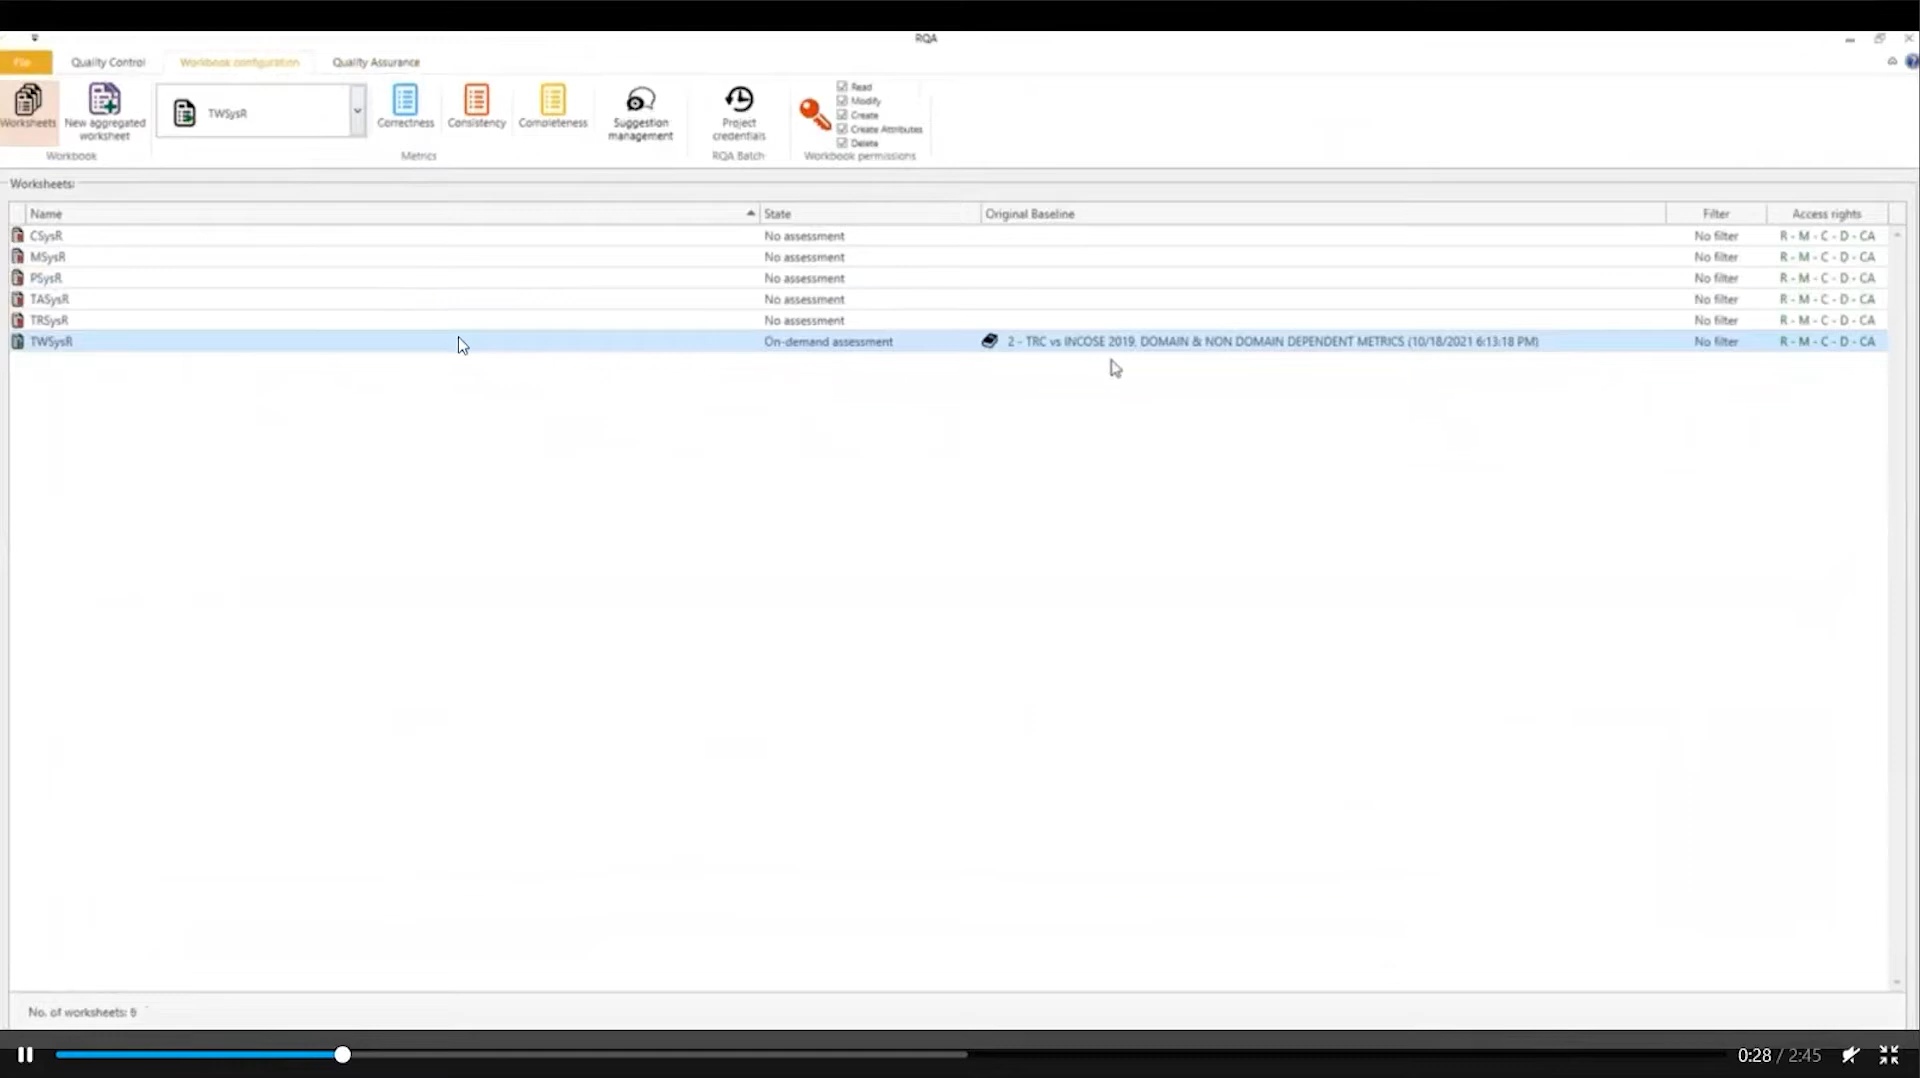 RQA
File Quality Control Workbook configuration Quality Assurance
Worksheets
New aggregated worksheet
Workbook
TWSysR
Correctness
Consistency
Completeness
Metrics
Suggestion management
Project credentials
RQA Batch
Read
Modify
Create
Create Attributes
Delete
Workbook permissions
Worksheets:
Name State Original Baseline Filter Access rights
CSysR No assessment No filter R - M - C - D - CA
MSysR No assessment No filter R - M - C - D - CA
PSysR No assessment No filter R - M - C - D - CA
TASysR No assessment No filter R - M - C - D - CA
TRSysR No assessment No filter R - M - C - D - CA
TWSysR On-demand assessment 2 - TRC vs INCOSE 2019, DOMAIN & NON DOMAIN DEPENDENT METRICS (10/18/2021 6:13:18 PM) No filter R - M - C - D - CA
No. of worksheets: 6
0:28 / 2:45